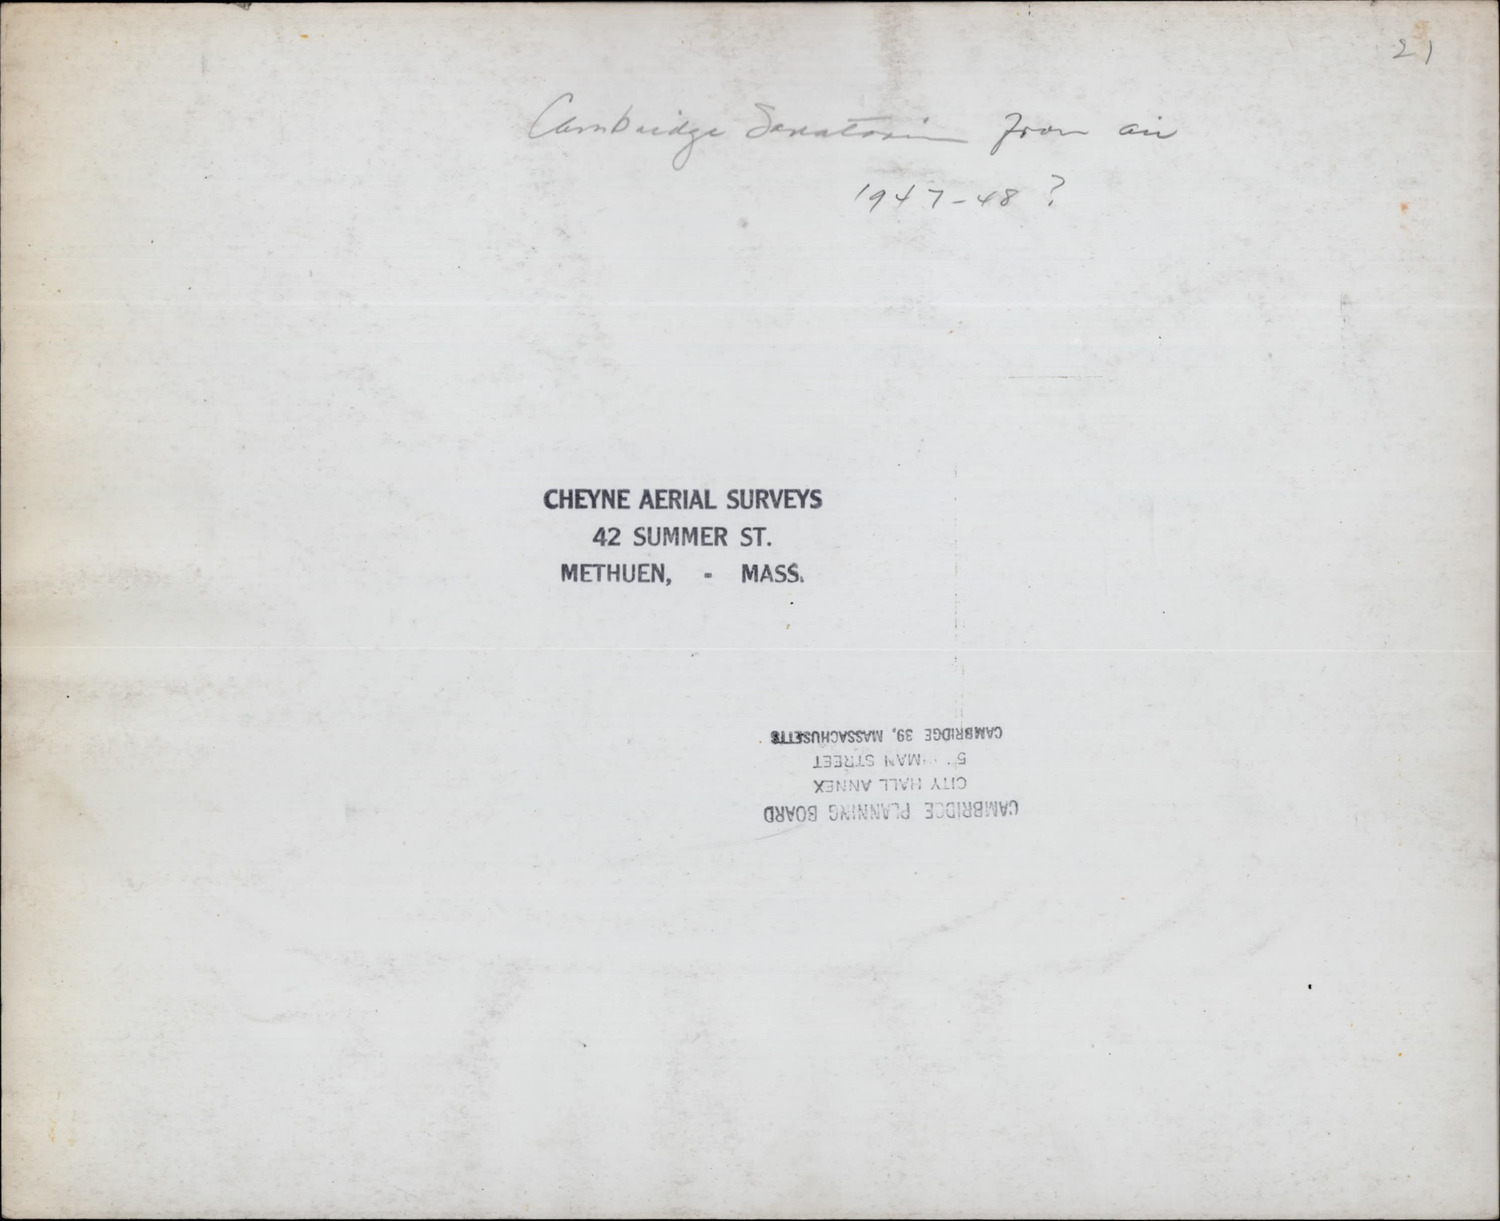 21
Cambridge Sanatorium from air
1947-48 ?
CHEYNE AERIAL SURVEYS
42 SUMMER ST.
METHUEN, - MASS.
CAMBRIDGE PLANNING BOARD
CITY HALL ANNEX
STREET
CAMBRIDGE 39, MASSACHUSETTS